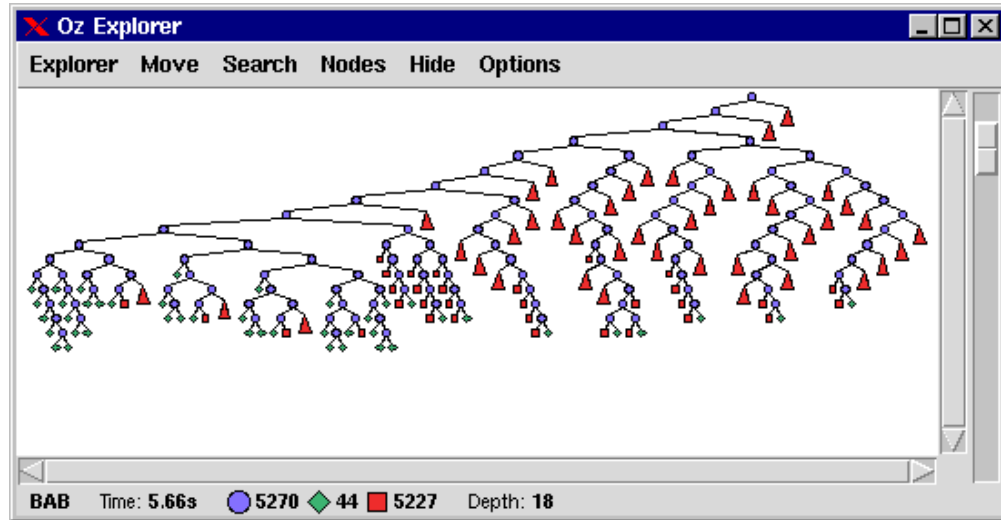 Oz Explorer
Explorer Move Search Nodes Hide Options
BAB Time: 5.66s 5270 44 5227 Depth: 18